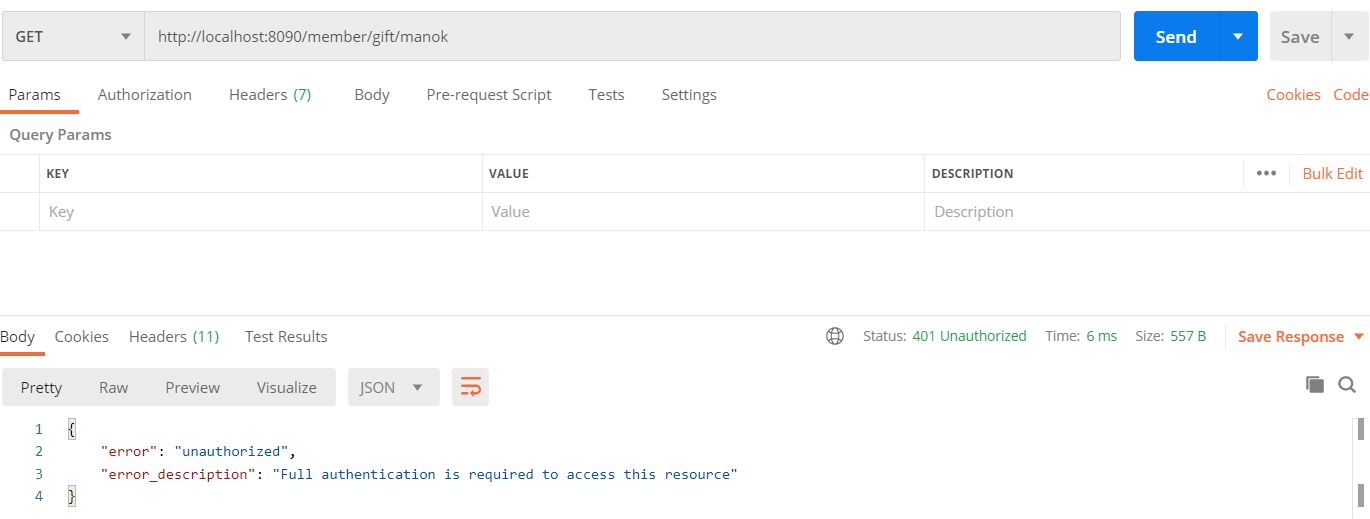 GET http://localhost:8090/member/gift/manok Send Save
Params Authorization Headers (7) Body Pre-request Script Tests Settings Cookies Code
Query Params
KEY VALUE DESCRIPTION ••• Bulk Edit
Key Value Description
Body Cookies Headers (11) Test Results Status: 401 Unauthorized Time: 6 ms Size: 557 B Save Response
Pretty Raw Preview Visualize JSON
1 {
2 "error": "unauthorized",
3 "error_description": "Full authentication is required to access this resource"
4 }